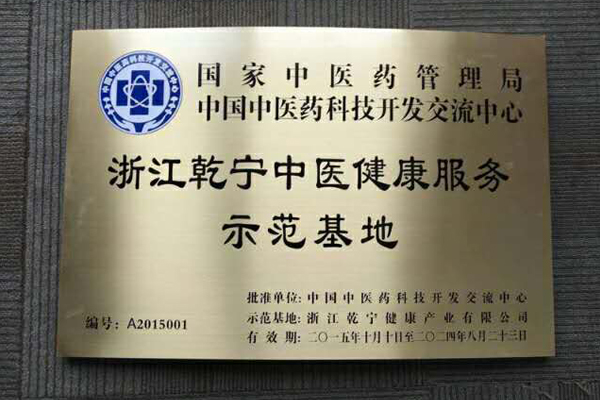 国家中医药管理局
中国中医药科技开发交流中心
浙江乾宁中医健康服务
示范基地
批准单位:中国中医药科技开发交流中心
示范基地:浙江乾宁健康产业有限公司
编号:A2015001
有效期:二〇一五年十月十日至二〇二四年八月二十三日